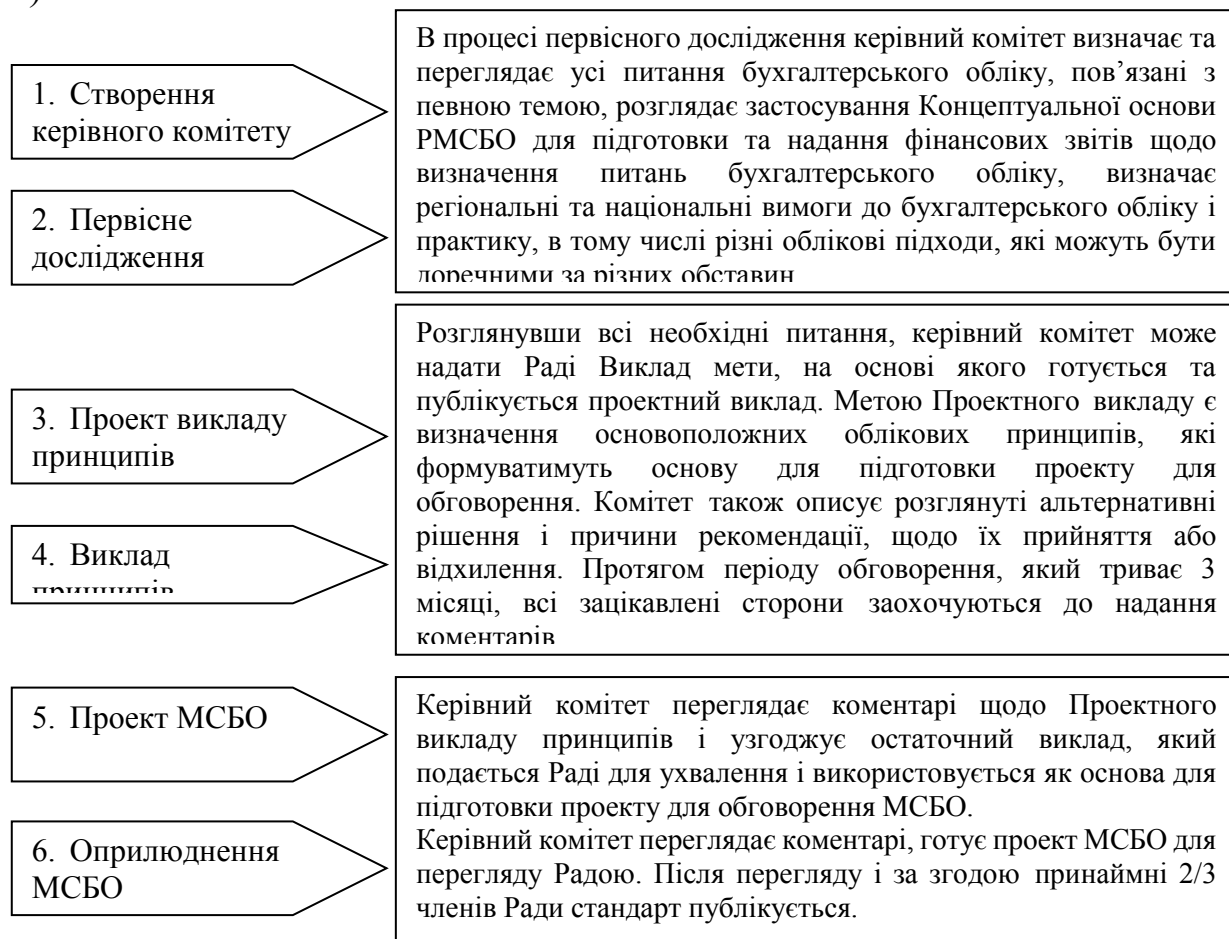 )
1. Створення
керівного комітету
2. Первісне
дослідження
В процесі первісного дослідження керівний комітет визначає та
переглядає усі питання бухгалтерського обліку, пов’язані з
певною темою, розглядає застосування Концептуальної основи
РМСБО для підготовки та надання фінансових звітів щодо
визначення питань бухгалтерського обліку, визначає
регіональні та національні вимоги до бухгалтерського обліку і
практику, в тому числі різні облікові підходи, які можуть бути
доречними за різних обставин
3. Проект викладу
принципів
4. Виклад
принципів
Розглянувши всі необхідні питання, керівний комітет може
надати Раді Виклад мети, на основі якого готується та
публікується проектний виклад. Метою Проектного викладу є
визначення основоположних облікових принципів, які
формуватимуть основу для підготовки проекту для
обговорення. Комітет також описує розглянуті альтернативні
рішення і причини рекомендації, щодо їх прийняття або
відхилення. Протягом періоду обговорення, який триває 3
місяці, всі зацікавлені сторони заохочуються до надання
коментарів
5. Проект МСБО
6. Оприлюднення
МСБО
Керівний комітет переглядає коментарі щодо Проектного
викладу принципів і узгоджує остаточний виклад, який
подається Раді для ухвалення і використовується як основа для
підготовки проекту для обговорення МСБО.
Керівний комітет переглядає коментарі, готує проект МСБО для
перегляду Радою. Після перегляду і за згодою принаймні 2/3
членів Ради стандарт публікується.